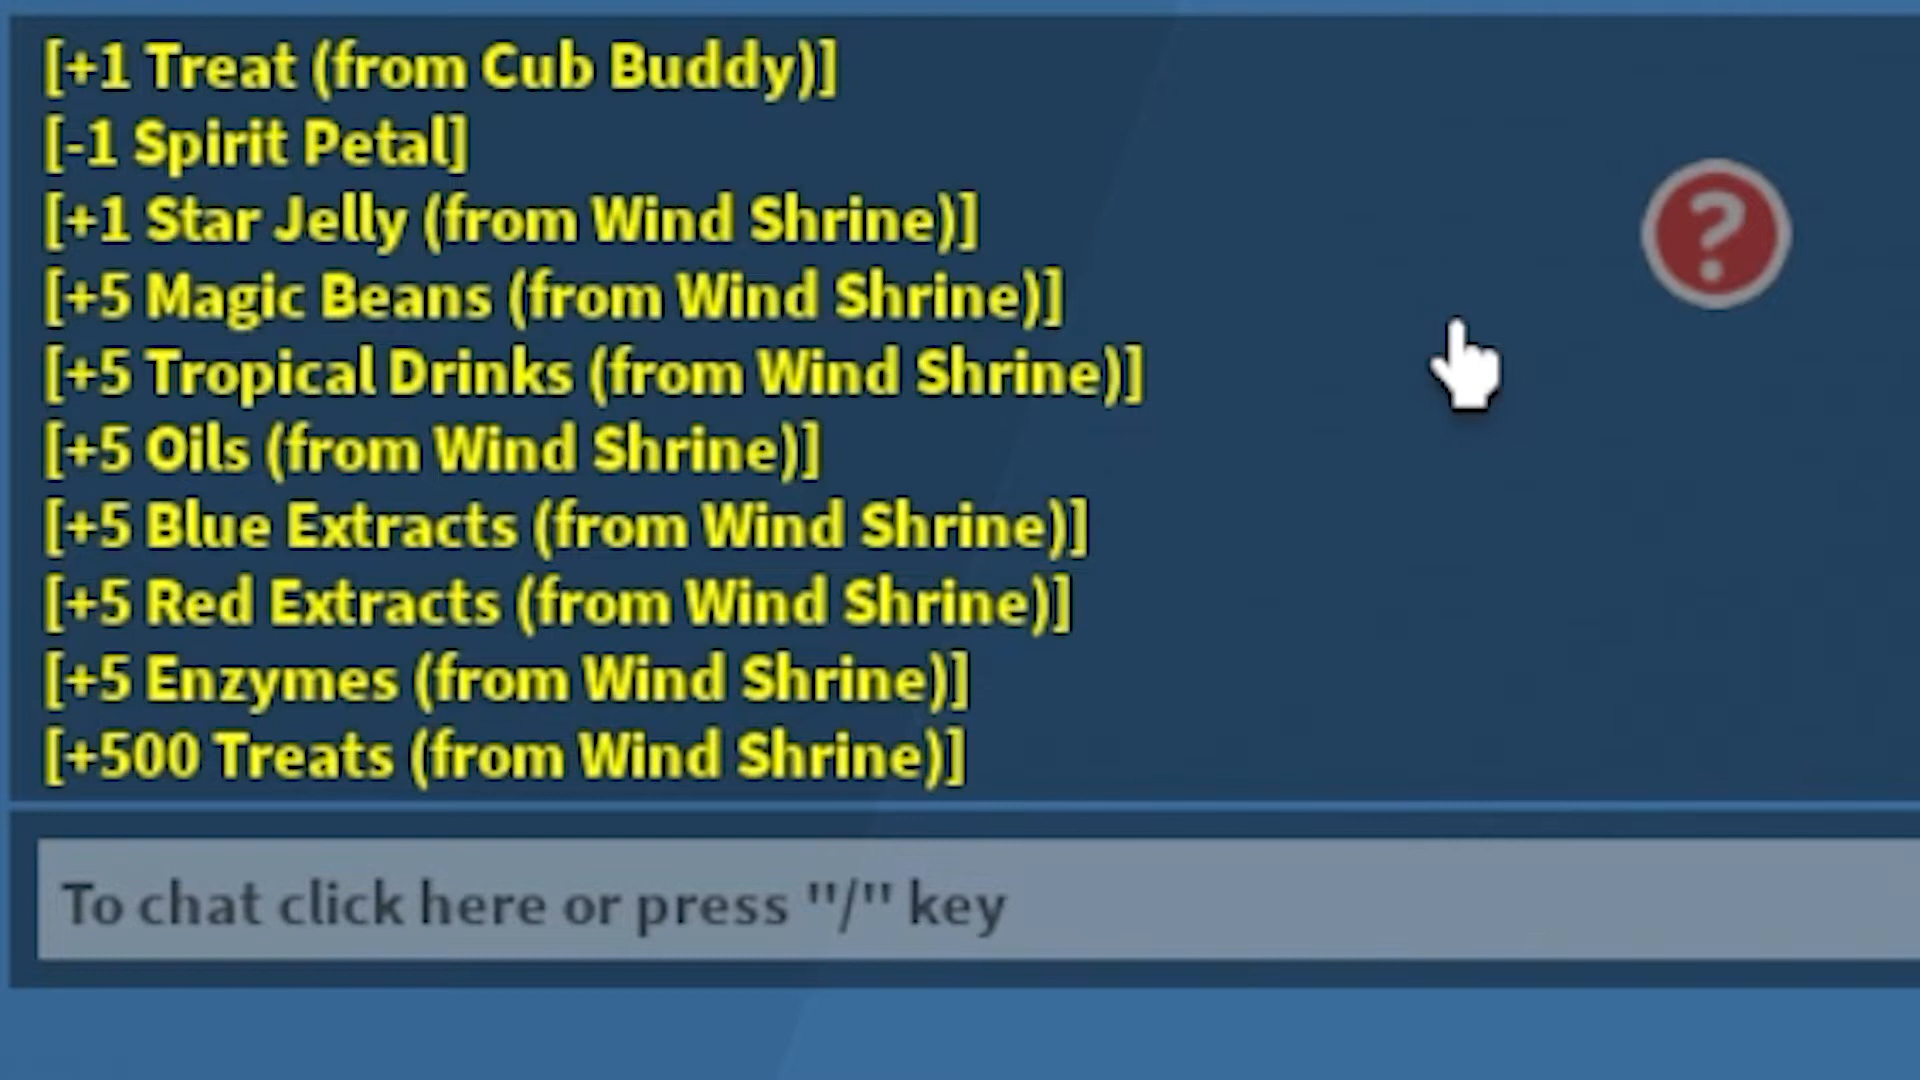 [+1 Treat (from Cub Buddy)]
[-1 Spirit Petal]
[+1 Star Jelly (from Wind Shrine)]
[+5 Magic Beans (from Wind Shrine)]
[+5 Tropical Drinks (from Wind Shrine)]
[+5 Oils (from Wind Shrine)]
[+5 Blue Extracts (from Wind Shrine)]
[+5 Red Extracts (from Wind Shrine)]
[+5 Enzymes (from Wind Shrine)]
[+500 Treats (from Wind Shrine)]
?
To chat click here or press "/" key